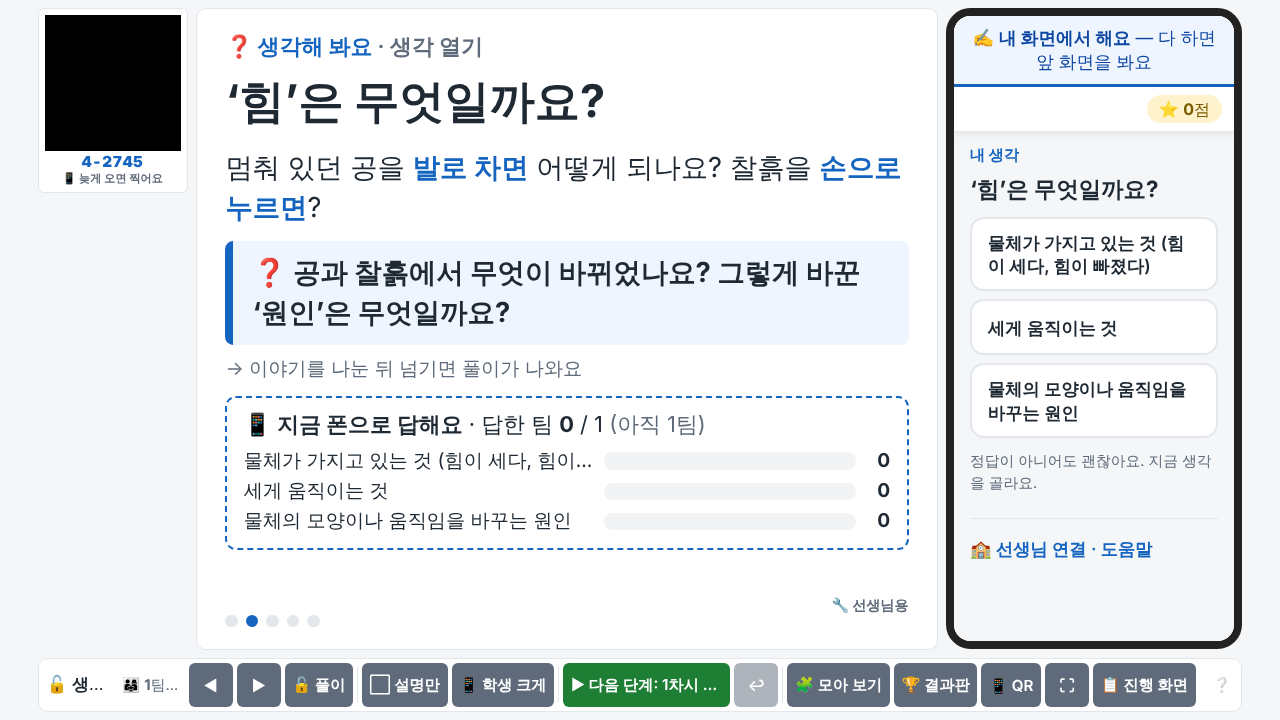 4-2745
📱 늦게 오면 찍어요
❓ 생각해 봐요 · 생각 열기
‘힘’은 무엇일까요?
멈춰 있던 공을 발로 차면 어떻게 되나요? 찰흙을 손으로
누르면?
❓ 공과 찰흙에서 무엇이 바뀌었나요? 그렇게 바꾼
‘원인’은 무엇일까요?
→ 이야기를 나눈 뒤 넘기면 풀이가 나와요
📱 지금 폰으로 답해요 · 답한 팀 0 / 1 (아직 1팀)
물체가 가지고 있는 것 (힘이 세다, 힘이... 0
세게 움직이는 것 0
물체의 모양이나 움직임을 바꾸는 원인 0
🔧 선생님용
✍️ 내 화면에서 해요 — 다 하면
앞 화면을 봐요
⭐ 0점
내 생각
‘힘’은 무엇일까요?
물체가 가지고 있는 것 (힘
이 세다, 힘이 빠졌다)
세게 움직이는 것
물체의 모양이나 움직임을
바꾸는 원인
정답이 아니어도 괜찮아요. 지금 생각
을 골라요.
🏫 선생님 연결 · 도움말
🔓 생... 👨‍👩‍👧 1팀... ◀ ▶ 🔓 풀이 설명만 📱 학생 크게 ▶ 다음 단계: 1차시 ... ↩ 🧩 모아 보기 🏆 결과판 📱 QR ⛶ 📋 진행 화면 ❔